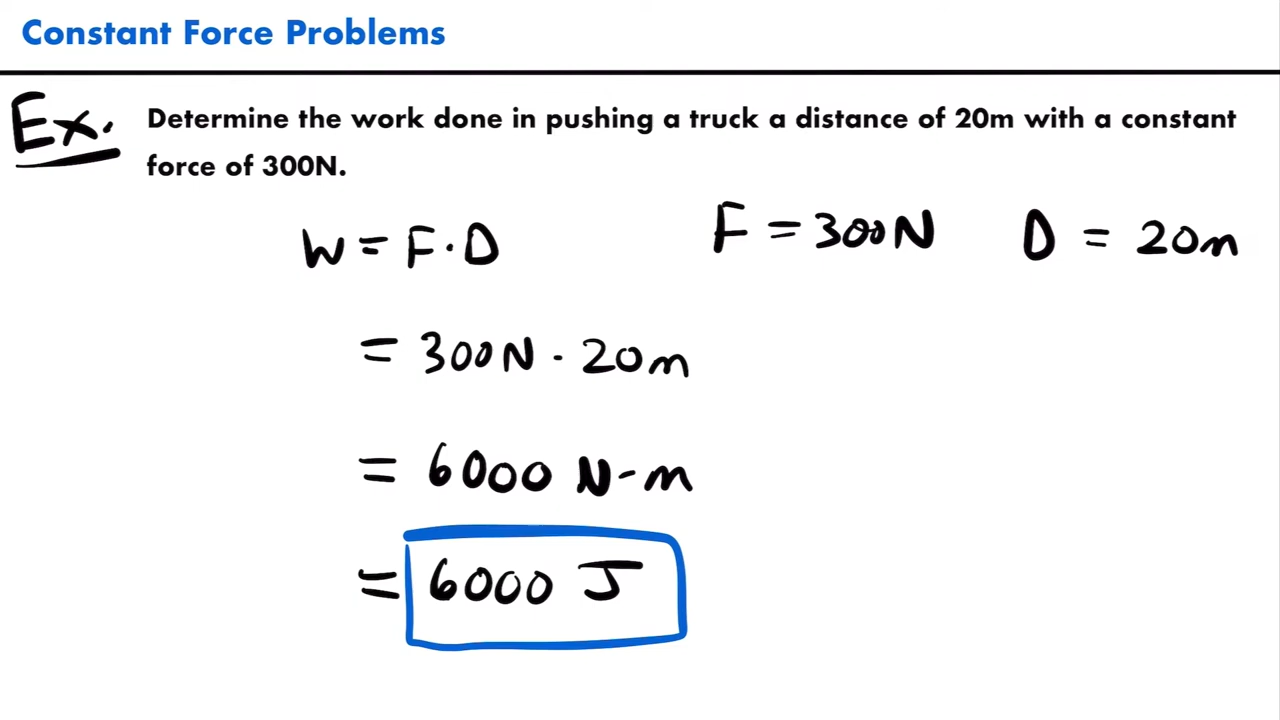 Constant Force Problems
Ex. Determine the work done in pushing a truck a distance of 20m with a constant
force of 300N.
W = F · D F = 300N D = 20m
= 300N · 20m
= 6000 N-m
= 6000 J